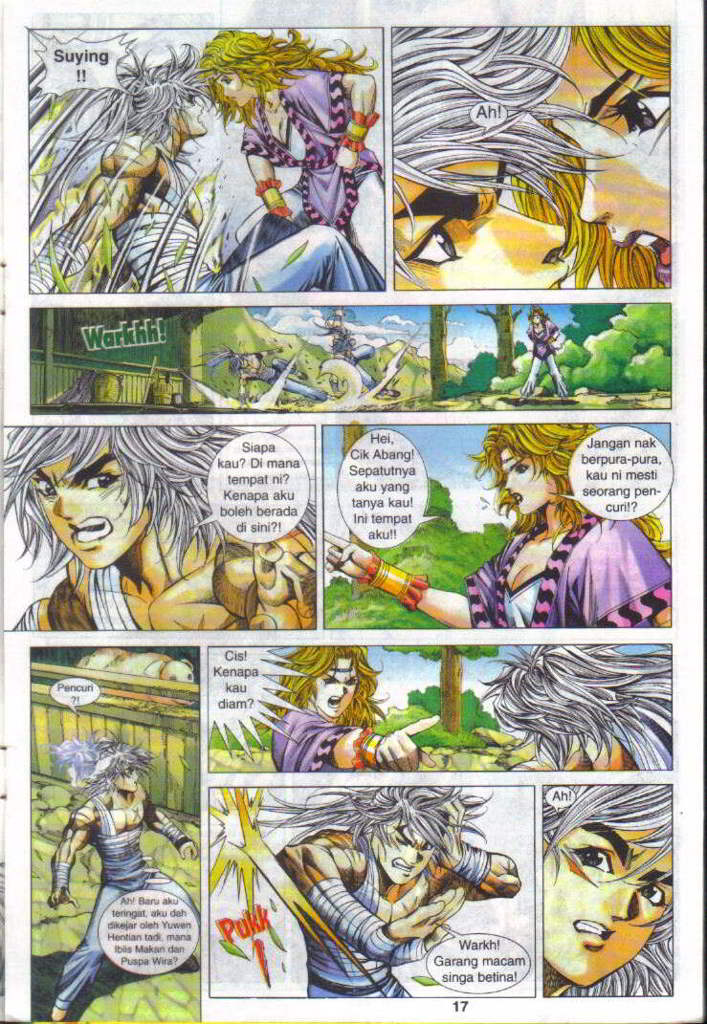 Suying
!!
Ah!
Warkhh!
Siapa
kau? Di mana
tempat ni?
Kenapa aku
boleh berada
di sini?!
Hei,
Cik Abang!
Sepatutnya
aku yang
tanya kau!
Ini tempat
aku!!
Jangan nak
berpura-pura,
kau ni mesti
seorang pen-
curi!?
Pencuri
?!
Ah! Baru aku
teringat, aku dah
dikejar oleh Yuwen
Hentian tadi, mana
Iblis Makan dan
Puspa Wira?
Cis!
Kenapa
kau
diam?
Pukk
!
Warkh!
Garang macam
singa betina!
Ah!
17